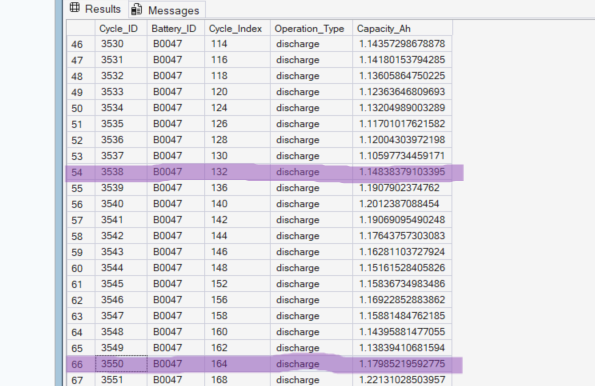 Results Messages
Cycle_ID Battery_ID Cycle_Index Operation_Type Capacity_Ah
46 3530 B0047 114 discharge 1.14357298678878
47 3531 B0047 116 discharge 1.14180153794285
48 3532 B0047 118 discharge 1.13605864750225
49 3533 B0047 120 discharge 1.12363646809693
50 3534 B0047 124 discharge 1.13204989003289
51 3535 B0047 126 discharge 1.11701017621582
52 3536 B0047 128 discharge 1.12004303972198
53 3537 B0047 130 discharge 1.10597734459171
54 3538 B0047 132 discharge 1.14838379103395
55 3539 B0047 136 discharge 1.1907902374762
56 3540 B0047 140 discharge 1.2012387088454
57 3541 B0047 142 discharge 1.19069095490248
58 3542 B0047 144 discharge 1.17643757303083
59 3543 B0047 146 discharge 1.16281103727924
60 3544 B0047 148 discharge 1.15161528405826
61 3545 B0047 152 discharge 1.15836734983486
62 3546 B0047 156 discharge 1.16922852883862
63 3547 B0047 158 discharge 1.15881484762185
64 3548 B0047 160 discharge 1.14395881477055
65 3549 B0047 162 discharge 1.13839410681594
66 3550 B0047 164 discharge 1.17985219592775
67 3551 B0047 168 discharge 1.22131028503957